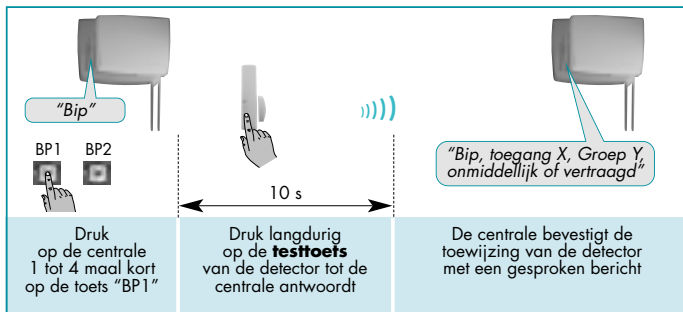 "Bip"
BP1 BP2
10 s
"Bip, toegang X, Groep Y,
onmiddellijk of vertraagd"
Druk
op de centrale
1 tot 4 maal kort
op de toets "BP1"
Druk langdurig
op de testtoets
van de detector tot de
centrale antwoordt
De centrale bevestigt de
toewijzing van de detector
met een gesproken bericht